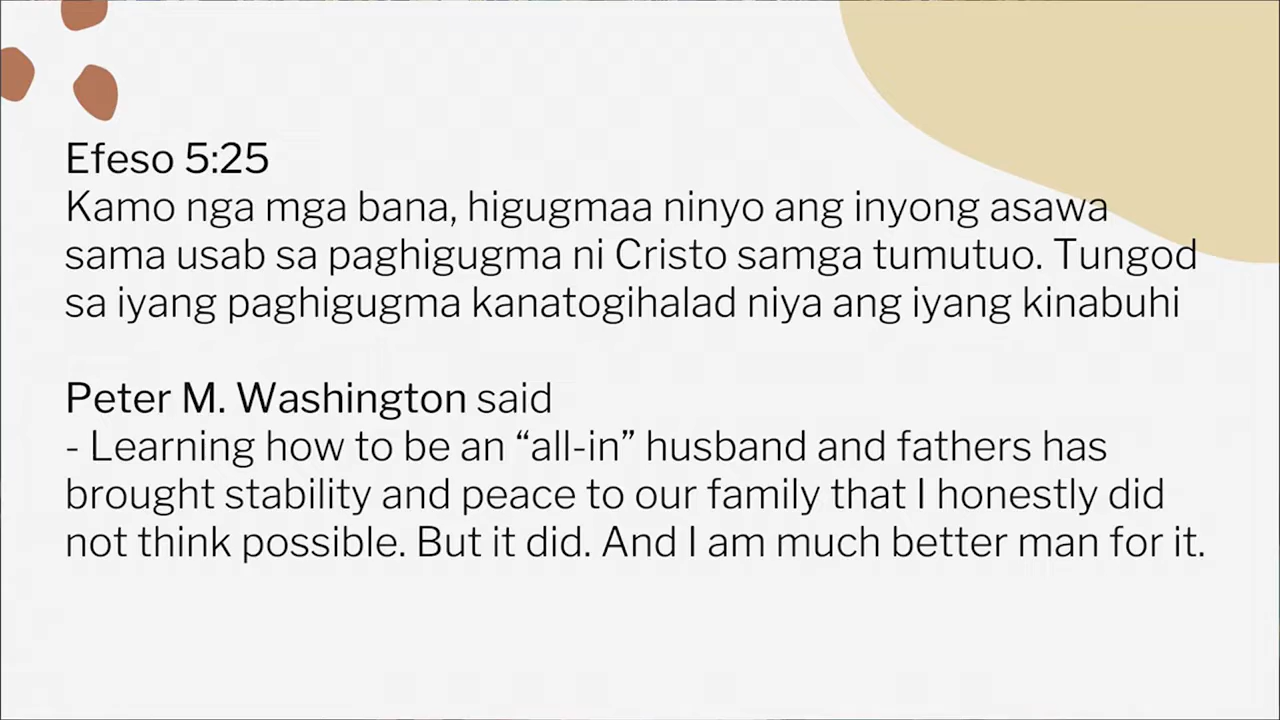 Efeso 5:25
Kamo nga mga bana, higugmaa ninyo ang inyong asawa
sama usab sa paghigugma ni Cristo samga tumutuo. Tungod
sa iyang paghigugma kanatogihalad niya ang iyang kinabuhi
Peter M. Washington said
- Learning how to be an “all-in” husband and fathers has
brought stability and peace to our family that I honestly did
not think possible. But it did. And I am much better man for it.